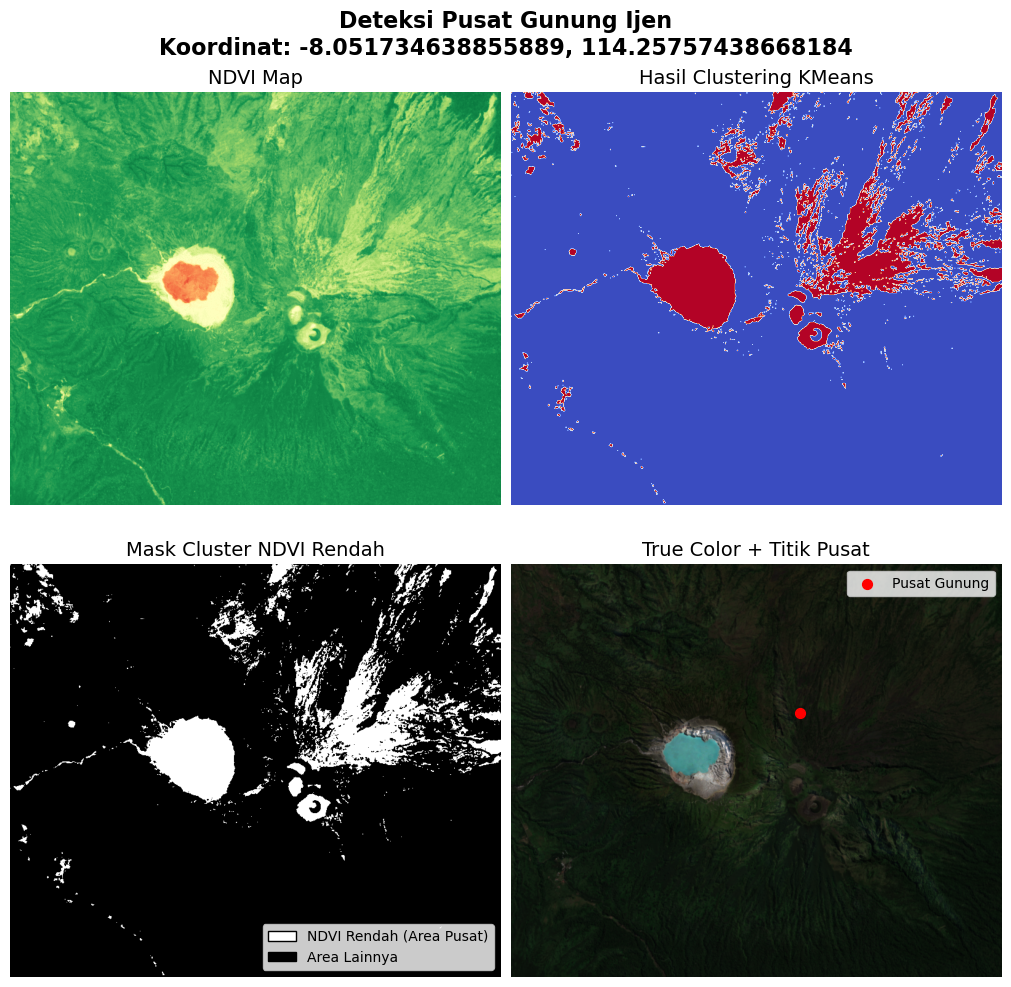 Deteksi Pusat Gunung Ijen
Koordinat: -8.051734638855889, 114.25757438668184
NDVI Map
Hasil Clustering KMeans
Mask Cluster NDVI Rendah
NDVI Rendah (Area Pusat)
Area Lainnya
True Color + Titik Pusat
Pusat Gunung